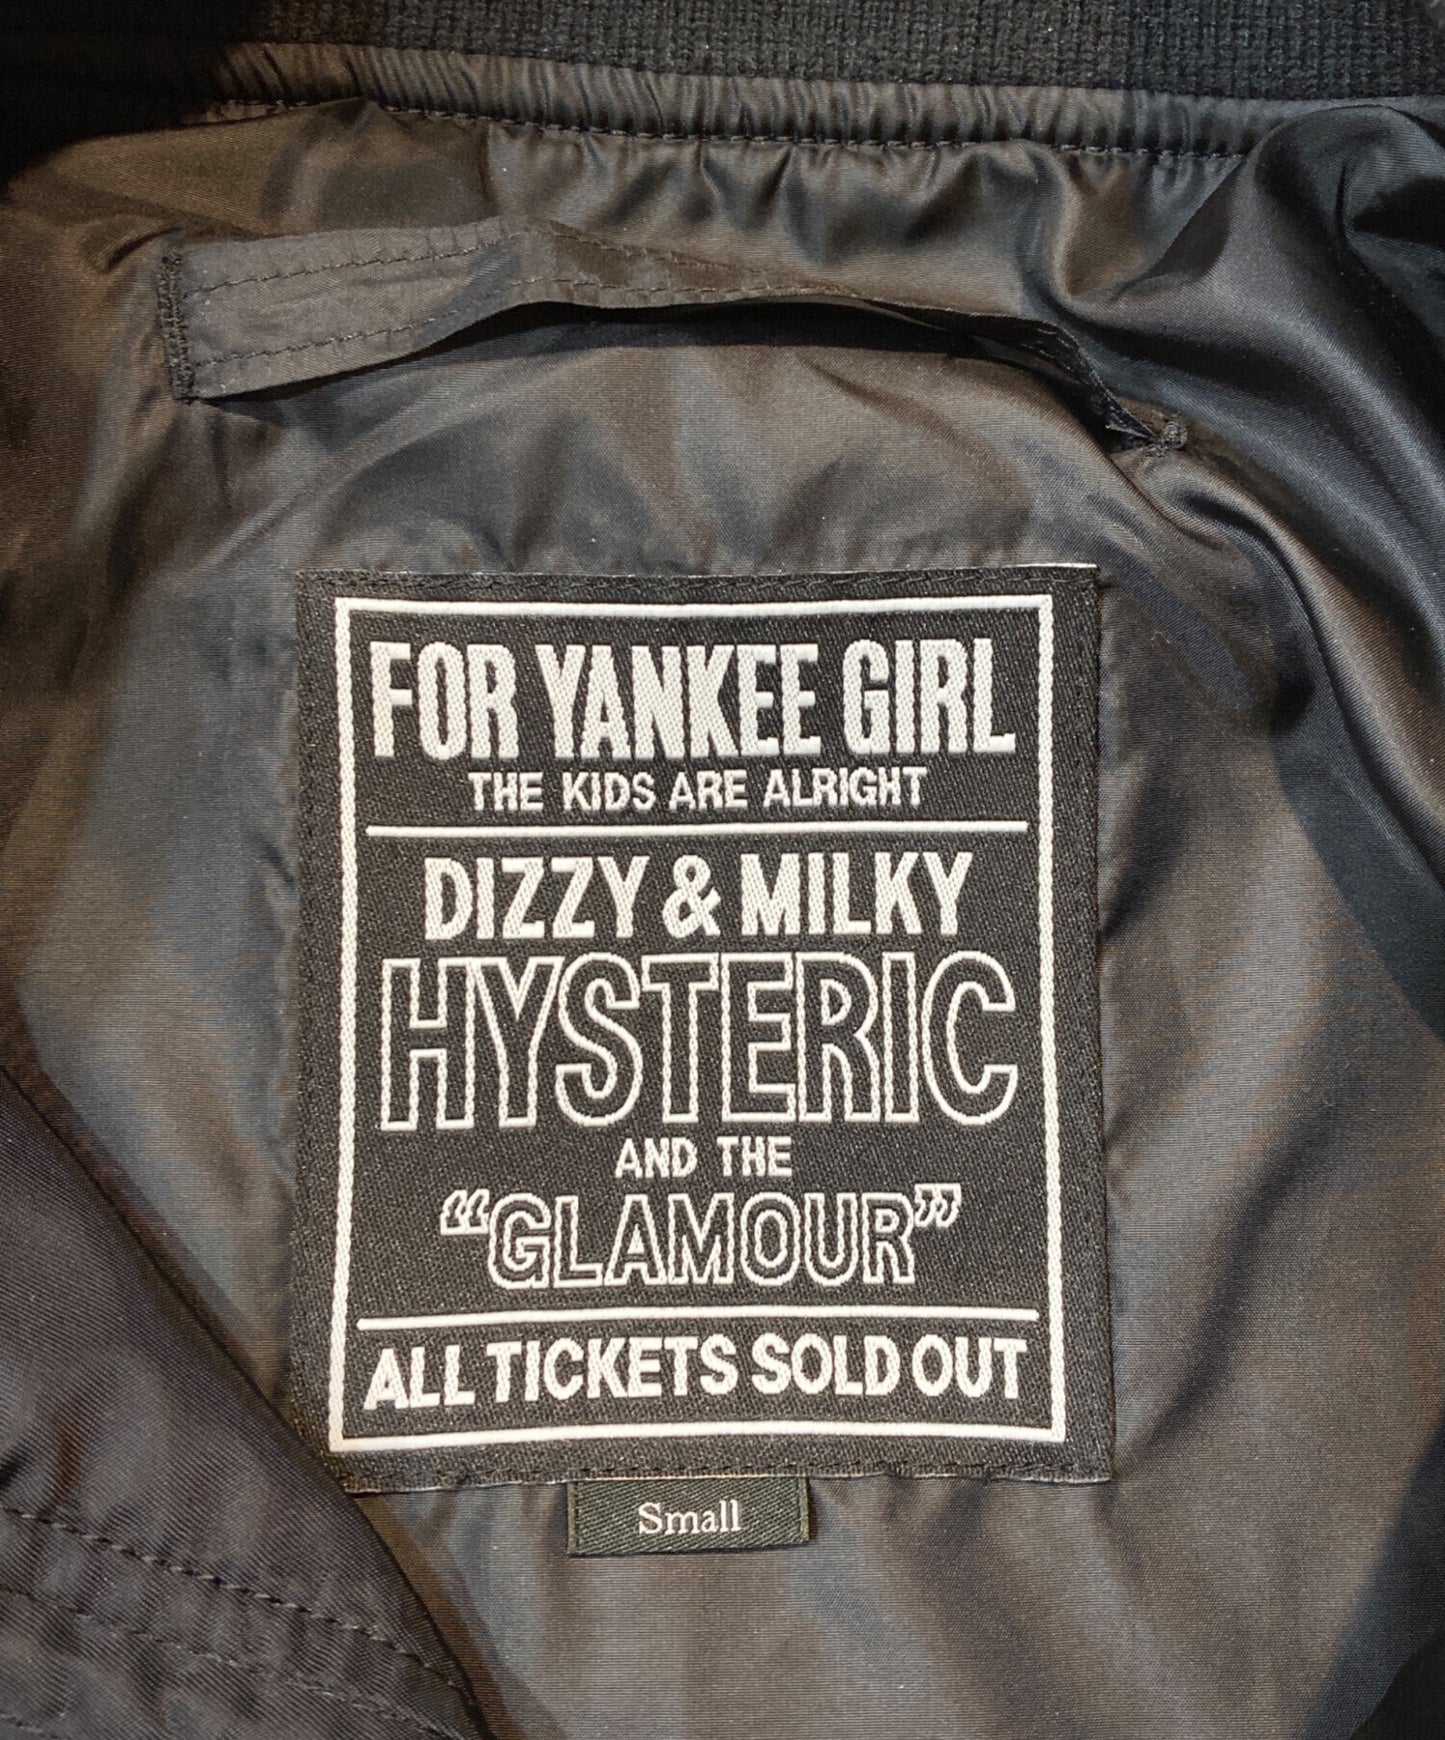 FOR YANKEE GIRL
THE KIDS ARE ALRIGHT
DIZZY & MILKY
HYSTERIC
AND THE
“GLAMOUR”
ALL TICKETS SOLD OUT
Small